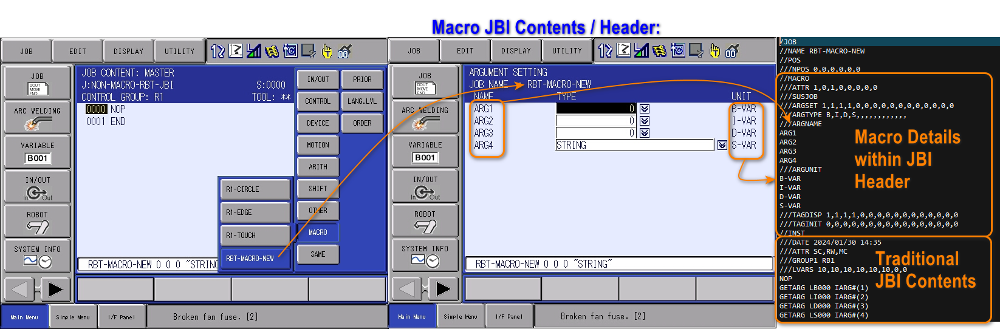 Macro JBI Contents / Header:
JOB
EDIT
DISPLAY
UTILITY
JOB
DOUT
MOVE
END
ARC WELDING
VARIABLE
B001
IN/OUT
In Out
ROBOT
SYSTEM INFO
JOB CONTENT: MASTER
J:NON-MACRO-RBT-JBI S:0000
CONTROL GROUP: R1 TOOL: **
0000 NOP
0001 END
IN/OUT
PRIOR
CONTROL
LANG.LVL
DEVICE
ORDER
MOTION
ARITH
SHIFT
OTHER
MACRO
SAME
R1-CIRCLE
R1-EDGE
R1-TOUCH
RBT-MACRO-NEW
RBT-MACRO-NEW 0 0 0 "STRING
Main Menu
Simple Menu
I/F Panel
Broken fan fuse. [2]
JOB
EDIT
DISPLAY
UTILITY
JOB
DOUT
MOVE
END
ARC WELDING
VARIABLE
B001
IN/OUT
In Out
ROBOT
SYSTEM INFO
ARGUMENT SETTING
JOB NAME RBT-MACRO-NEW
NAME TYPE UNIT
ARG1 0 B-VAR
ARG2 0 I-VAR
ARG3 0 D-VAR
ARG4 STRING S-VAR
RBT-MACRO-NEW 0 0 0 "STRING"
Main Menu
Simple Menu
I/F Panel
Broken fan fuse. [2]
/JOB
//NAME RBT-MACRO-NEW
//POS
///NPOS 0,0,0,0,0,0
//MACRO
///ATTR 1,0,1,0,0,0,0,0
///SUSJOB
///ARGSET 1,1,1,1,0,0,0,0,0,0,0,0,0,0,0,0
///ARGTYPE B,I,D,S,,,,,,,,,,,,
///ARGNAME
ARG1
ARG2
ARG3
ARG4
///ARGUNIT
B-VAR
I-VAR
D-VAR
S-VAR
///TAGDISP 1,1,1,1,0,0,0,0,0,0,0,0,0,0,0,0
///TAGINIT 0,0,0,0,0,0,0,0,0,0,0,0,0,0,0,0
//INST
///DATE 2024/01/30 14:35
///ATTR SC,RW,MC
///GROUP1 RB1
///LVARS 10,10,10,10,10,10,0,0
NOP
GETARG LB000 IARG#(1)
GETARG LI000 IARG#(2)
GETARG LD000 IARG#(3)
GETARG LS000 IARG#(4)
Macro Details
within JBI
Header
Traditional
JBI Contents